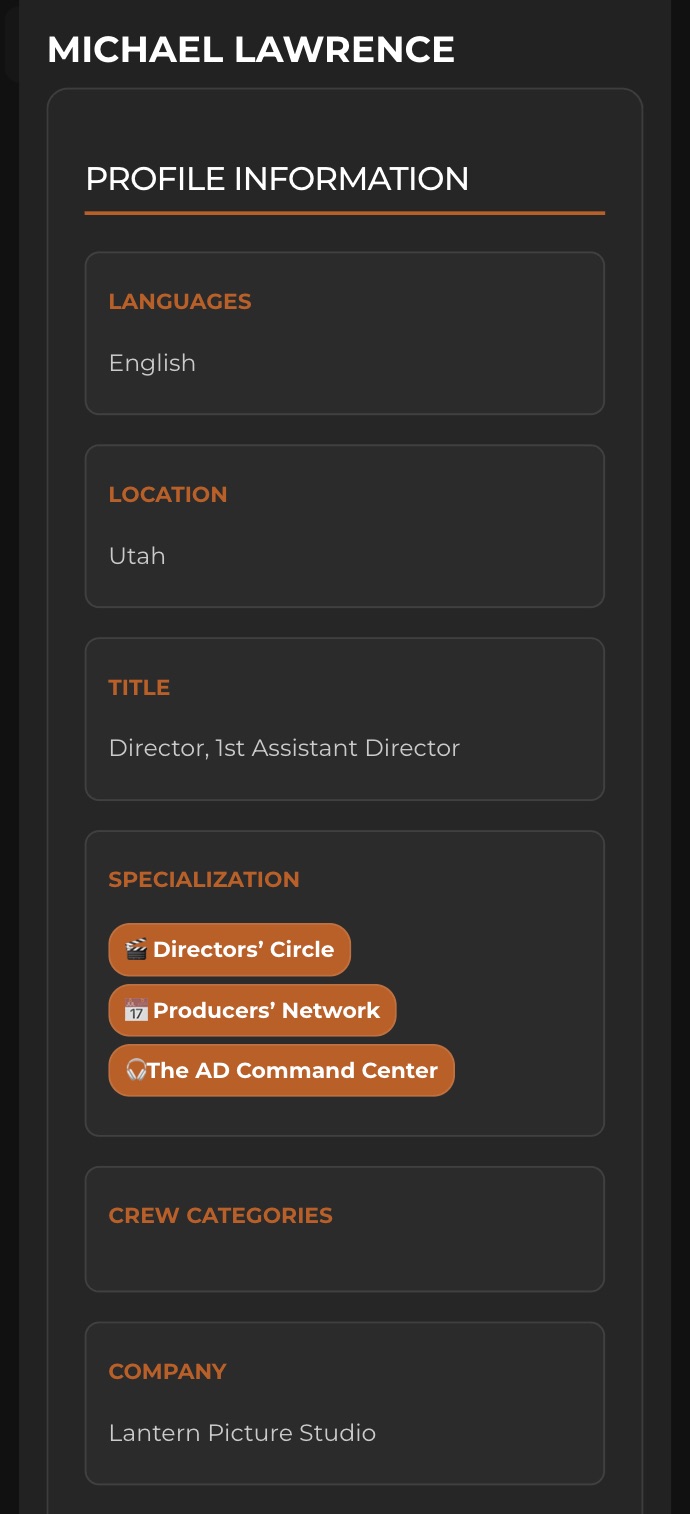 MICHAEL LAWRENCE
PROFILE INFORMATION
LANGUAGES
English
LOCATION
Utah
TITLE
Director, 1st Assistant Director
SPECIALIZATION
🎬 Directors’ Circle
📅 Producers’ Network
🎧The AD Command Center
CREW CATEGORIES
COMPANY
Lantern Picture Studio